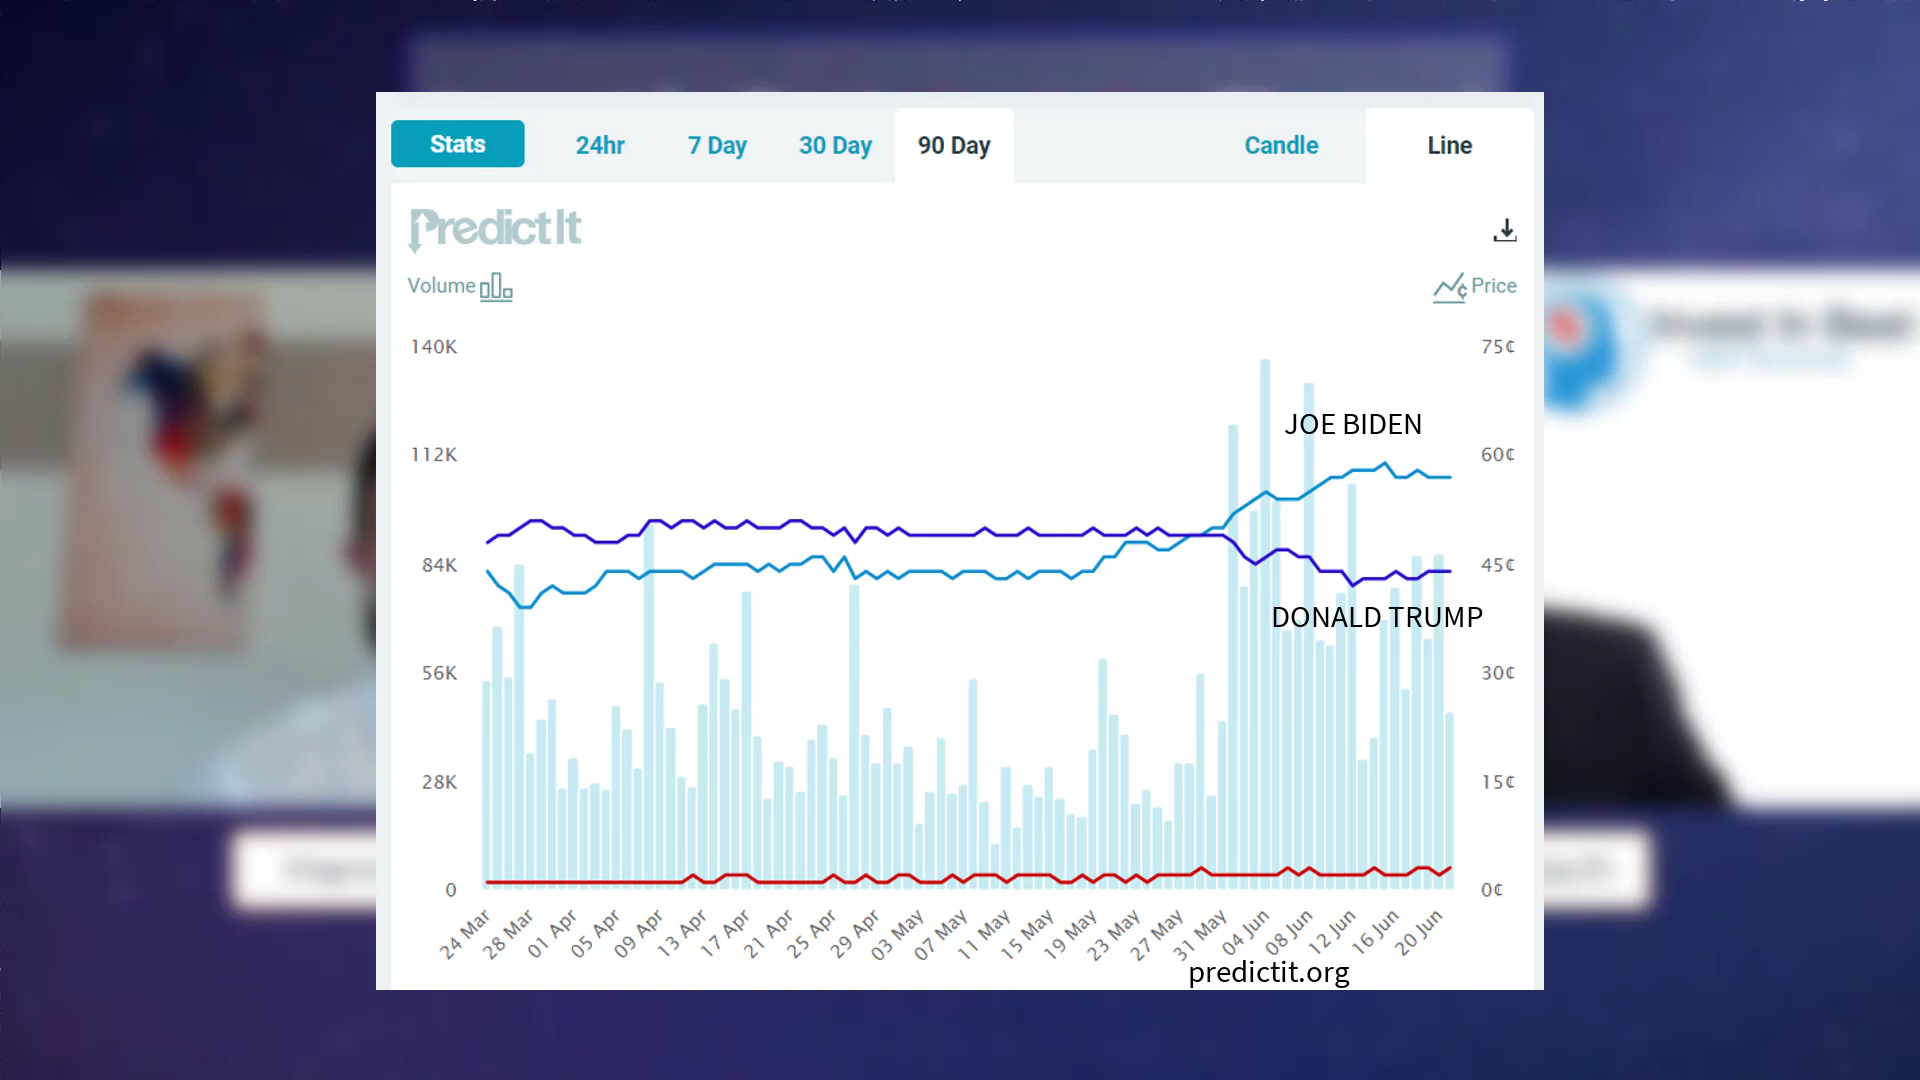 Stats 24hr 7 Day 30 Day 90 Day Candle Line
PredictIt
Volume Price
140K 75¢
JOE BIDEN
112K 60¢
84K 45¢
DONALD TRUMP
56K 30¢
28K 15¢
0 0¢
24 Mar 28 Mar 01 Apr 05 Apr 09 Apr 13 Apr 17 Apr 21 Apr 25 Apr 29 Apr 03 May 07 May 11 May 15 May 19 May 23 May 27 May 31 May 04 Jun 08 Jun 12 Jun 16 Jun 20 Jun
predictit.org